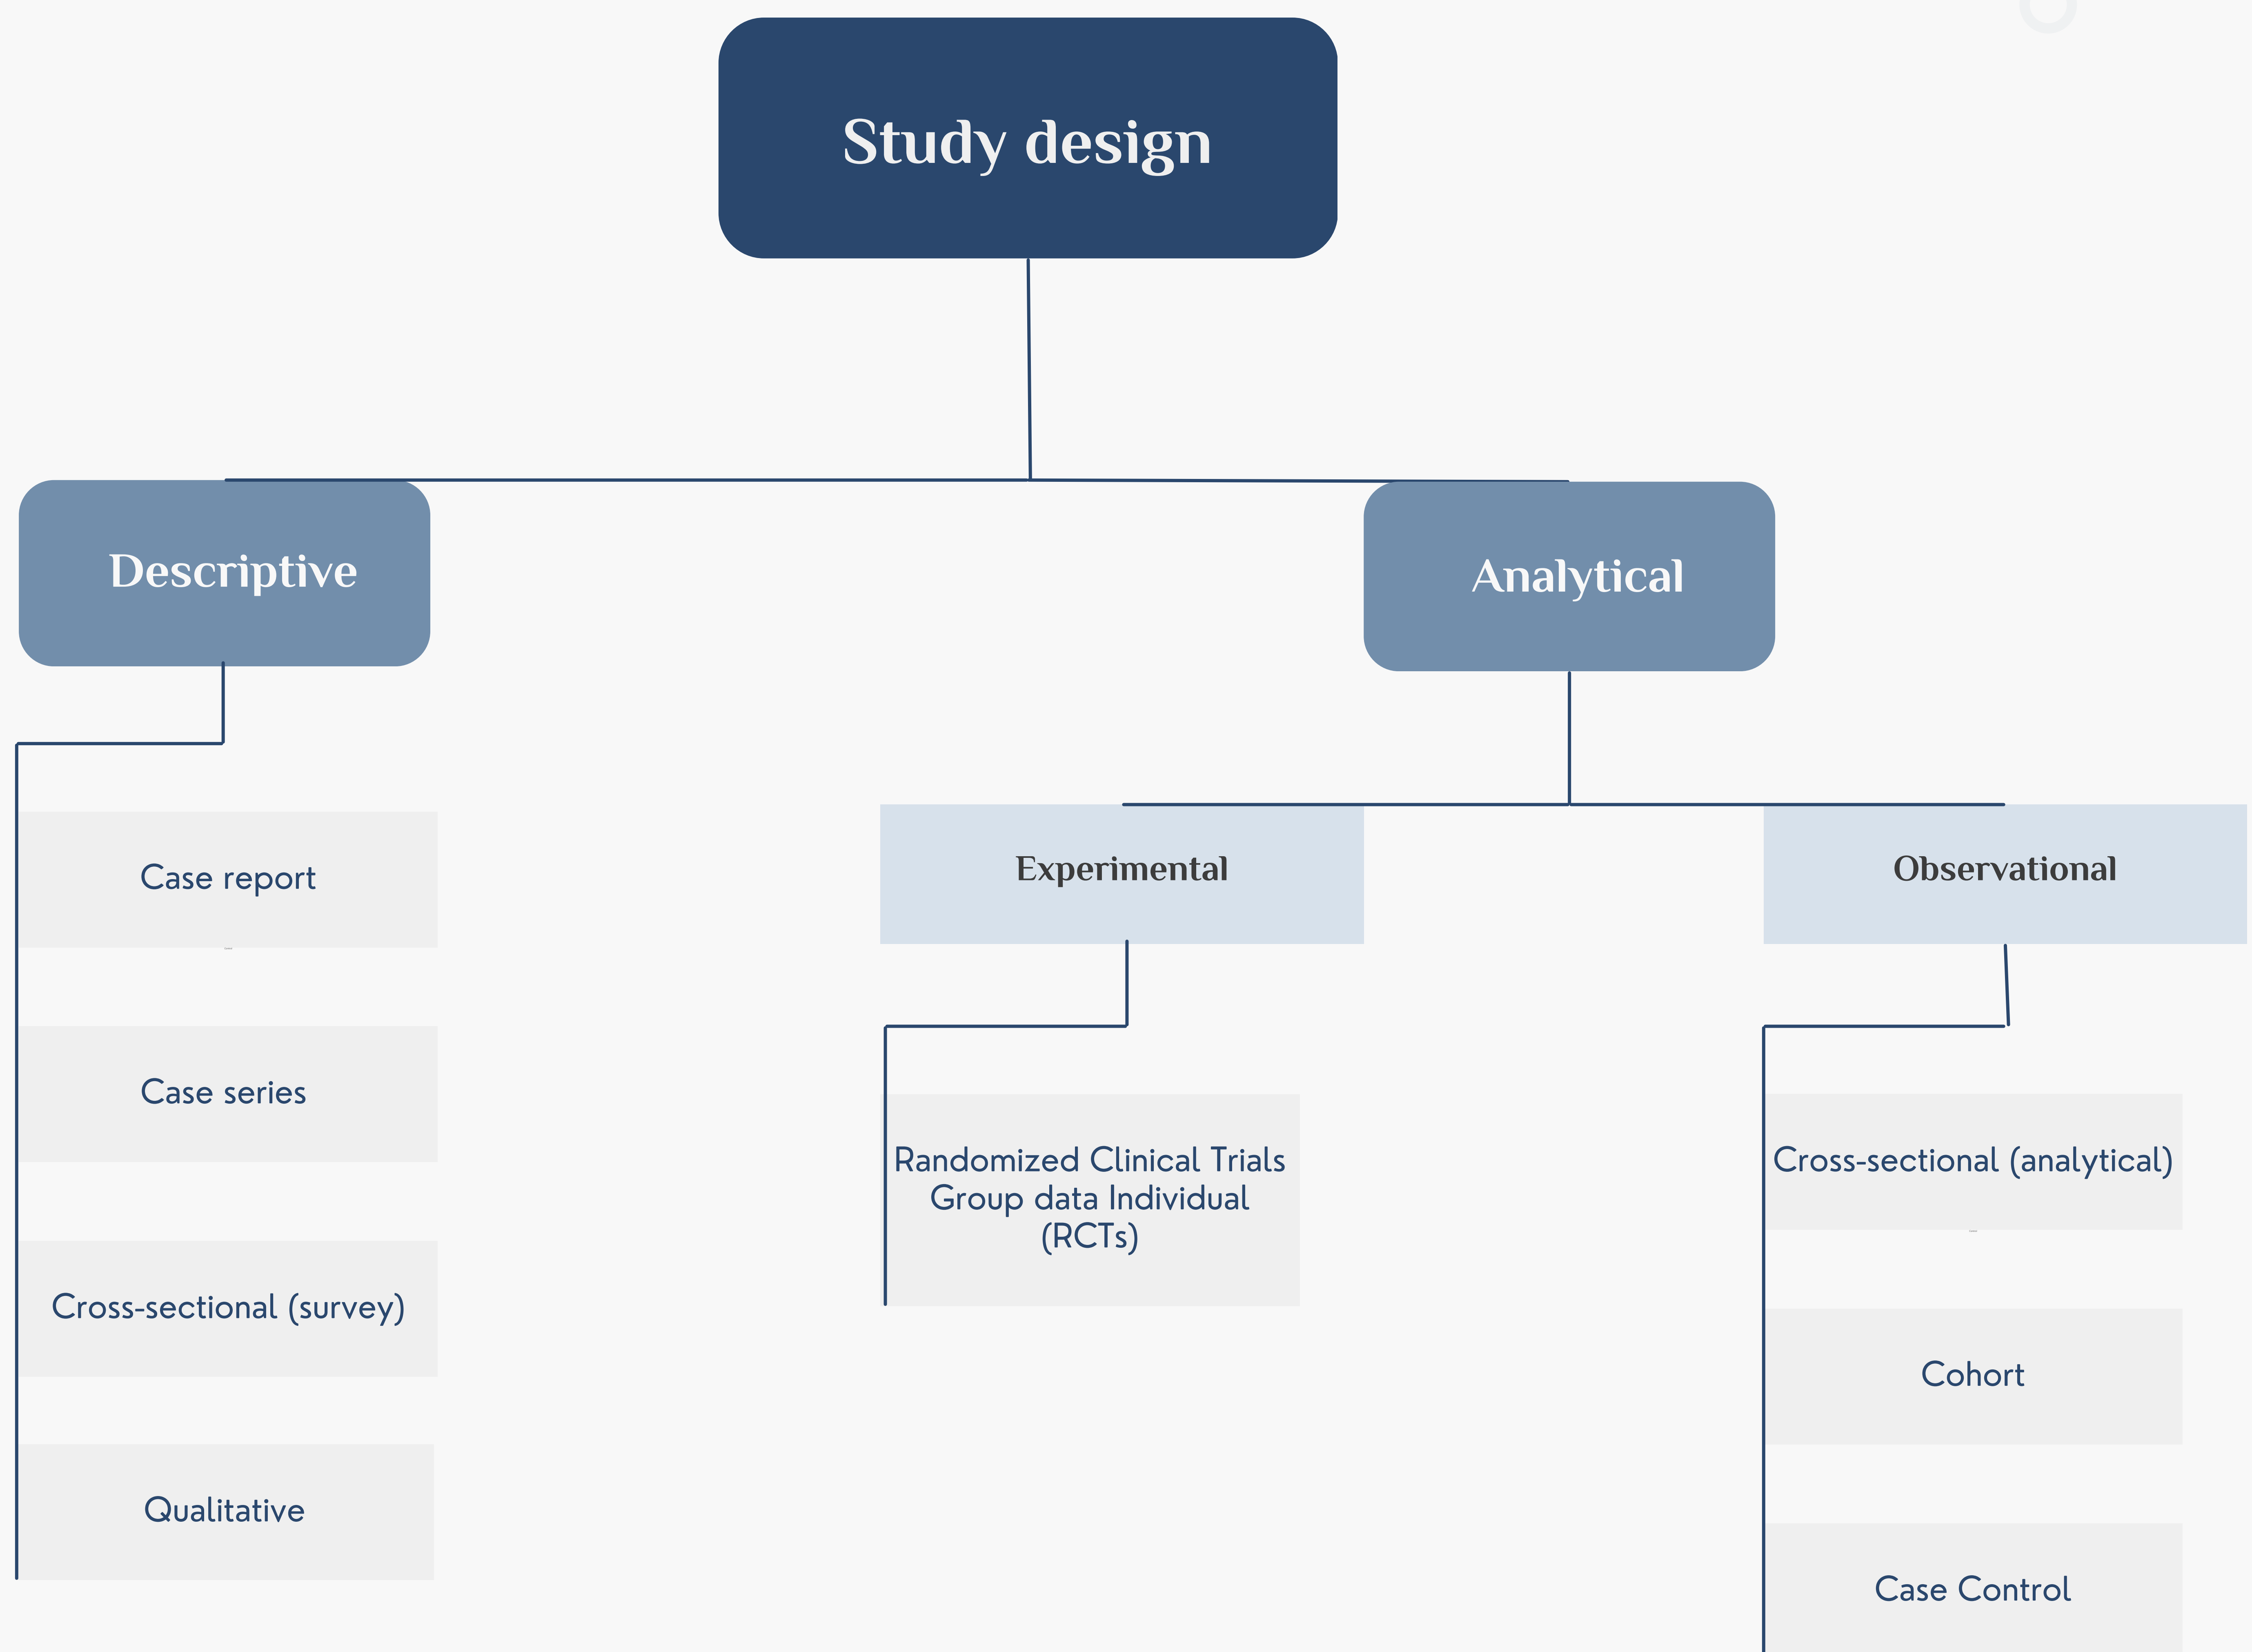 Study design
Descriptive
Analytical
Case report
Case series
Cross-sectional (survey)
Qualitative
Experimental
Randomized Clinical Trials
Group data Individual
(RCTs)
Observational
Cross-sectional (analytical)
Cohort
Case Control